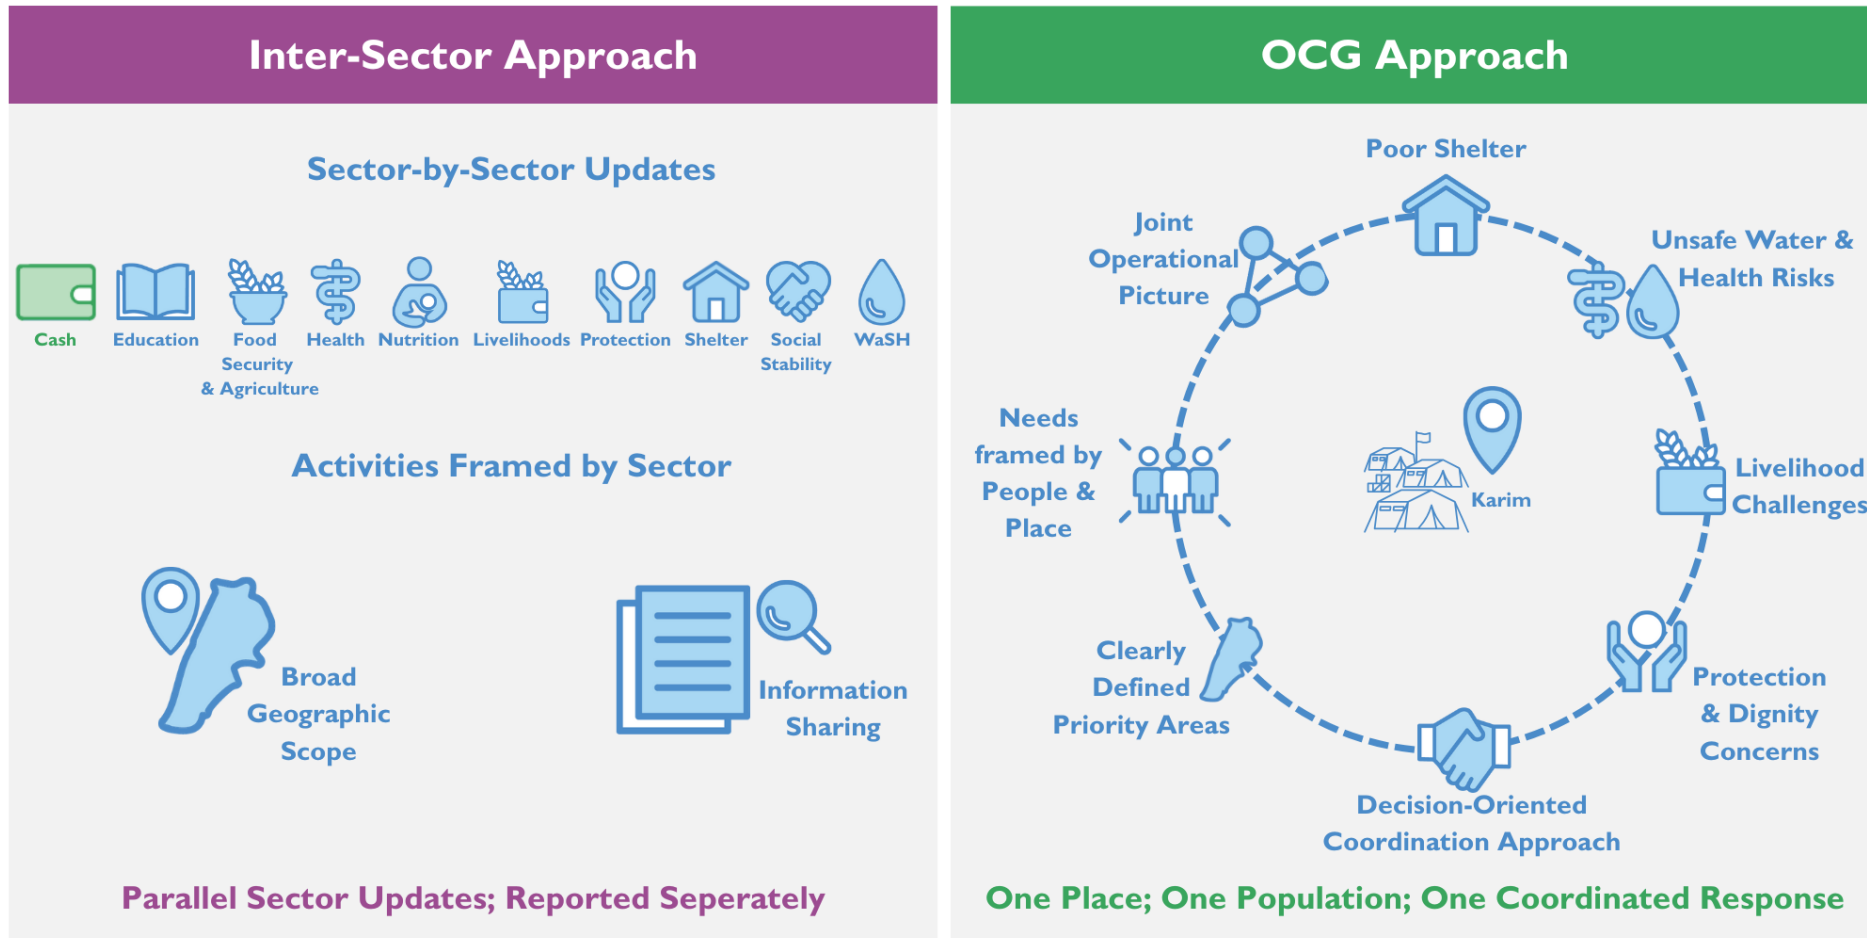 Inter-Sector Approach
Sector-by-Sector Updates
Cash
Education
Food
Security
& Agriculture
Health
Nutrition
Livelihoods
Protection
Shelter
Social
Stability
WaSH
Activities Framed by Sector
Broad
Geographic
Scope
Information
Sharing
Parallel Sector Updates; Reported Seperately
OCG Approach
Poor Shelter
Unsafe Water &
Health Risks
Livelihood
Challenges
Protection
& Dignity
Concerns
Decision-Oriented
Coordination Approach
Clearly
Defined
Priority Areas
Needs
framed by
People &
Place
Joint
Operational
Picture
Karim
One Place; One Population; One Coordinated Response